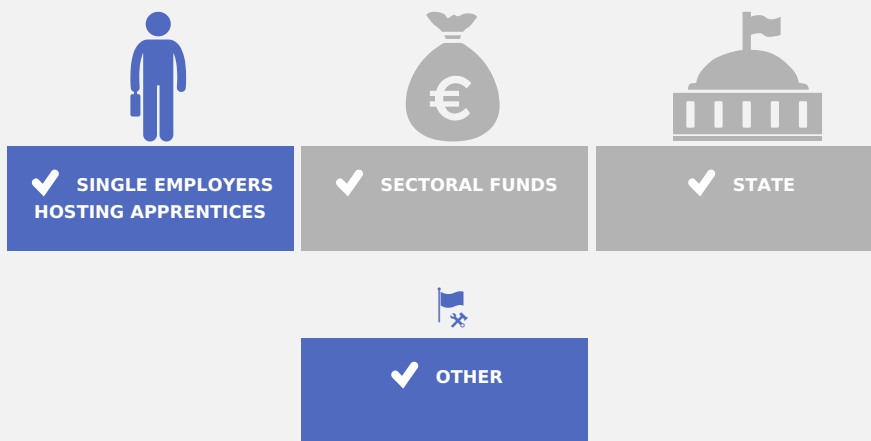 SINGLE EMPLOYERS
HOSTING APPRENTICES
SECTORAL FUNDS
STATE
OTHER